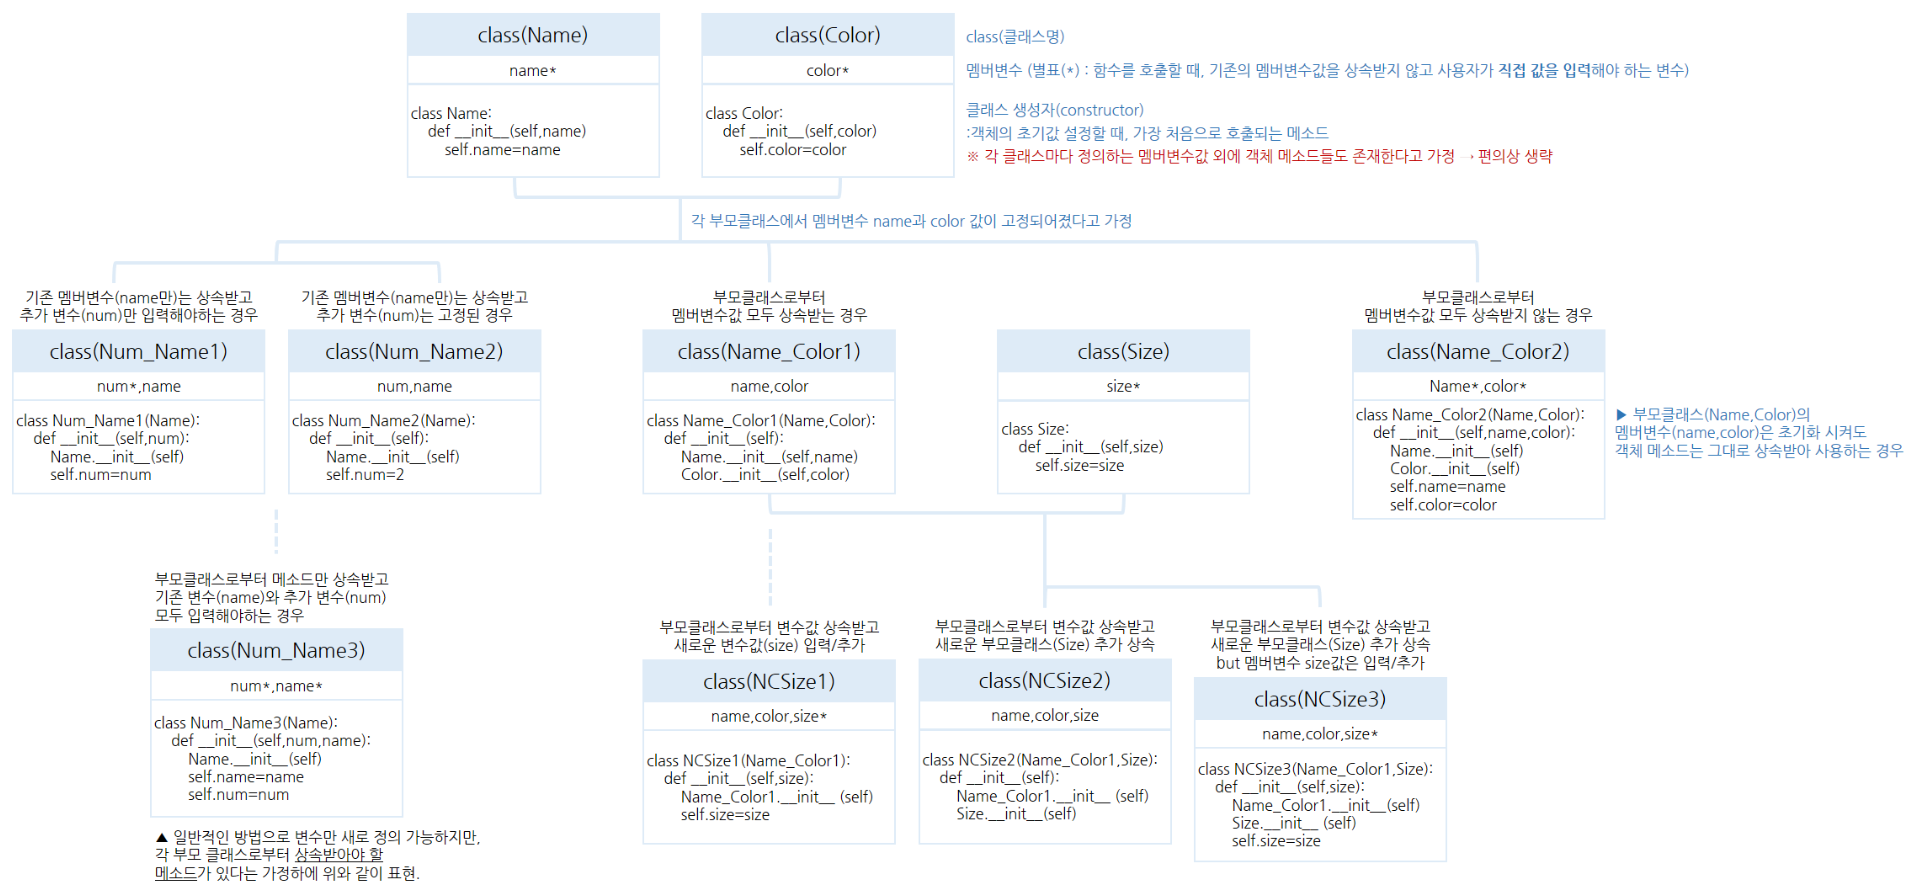 class(Name)
name*
class Name:
def __init__(self,name)
self.name=name
class(Color)
color*
class Color:
def __init__(self,color)
self.color=color
class(클래스명)
멤버변수 (별표(*) : 함수를 호출할 때, 기존의 멤버변수값을 상속받지 않고 사용자가 직접 값을 입력해야 하는 변수)
클래스 생성자(constructor)
:객체의 초기값 설정할 때, 가장 처음으로 호출되는 메소드
※ 각 클래스마다 정의하는 멤버변수값 외에 객체 메소드들도 존재한다고 가정 → 편의상 생략
각 부모클래스에서 멤버변수 name과 color 값이 고정되어졌다고 가정
기존 멤버변수(name만)는 상속받고
추가 변수(num)만 입력해야하는 경우
class(Num_Name1)
num*,name
class Num_Name1(Name):
def __init__(self,num):
Name.__init__(self)
self.num=num
기존 멤버변수(name만)는 상속받고
추가 변수(num)는 고정된 경우
class(Num_Name2)
num,name
class Num_Name2(Name):
def __init__(self):
Name.__init__(self)
self.num=2
부모클래스로부터
멤버변수값 모두 상속받는 경우
class(Name_Color1)
name,color
class Name_Color1(Name,Color):
def __init__(self):
Name.__init__(self,name)
Color.__init__(self,color)
class(Size)
size*
class Size:
def __init__(self,size)
self.size=size
부모클래스로부터
멤버변수값 모두 상속받지 않는 경우
class(Name_Color2)
Name*,color*
class Name_Color2(Name,Color):
def __init__(self,name,color):
Name.__init__(self)
Color.__init__(self)
self.name=name
self.color=color
▶ 부모클래스(Name,Color)의
멤버변수(name,color)은 초기화 시켜도
객체 메소드는 그대로 상속받아 사용하는 경우
부모클래스로부터 메소드만 상속받고
기존 변수(name)와 추가 변수(num)
모두 입력해야하는 경우
class(Num_Name3)
num*,name*
class Num_Name3(Name):
def __init__(self,num,name):
Name.__init__(self)
self.name=name
self.num=num
▲ 일반적인 방법으로 변수만 새로 정의 가능하지만,
각 부모 클래스로부터 상속받아야 할
메소드가 있다는 가정하에 위와 같이 표현.
부모클래스로부터 변수값 상속받고
새로운 변수값(size) 입력/추가
class(NCSize1)
name,color,size*
class NCSize1(Name_Color1):
def __init__(self,size):
Name_Color1.__init__ (self)
self.size=size
부모클래스로부터 변수값 상속받고
새로운 부모클래스(Size) 추가 상속
class(NCSize2)
name,color,size
class NCSize2(Name_Color1,Size):
def __init__(self):
Name_Color1.__init__ (self)
Size.__init__(self)
부모클래스로부터 변수값 상속받고
새로운 부모클래스(Size) 추가 상속
but 멤버변수 size값은 입력/추가
class(NCSize3)
name,color,size*
class NCSize3(Name_Color1,Size):
def __init__(self,size):
Name_Color1.__init__(self)
Size.__init__ (self)
self.size=size